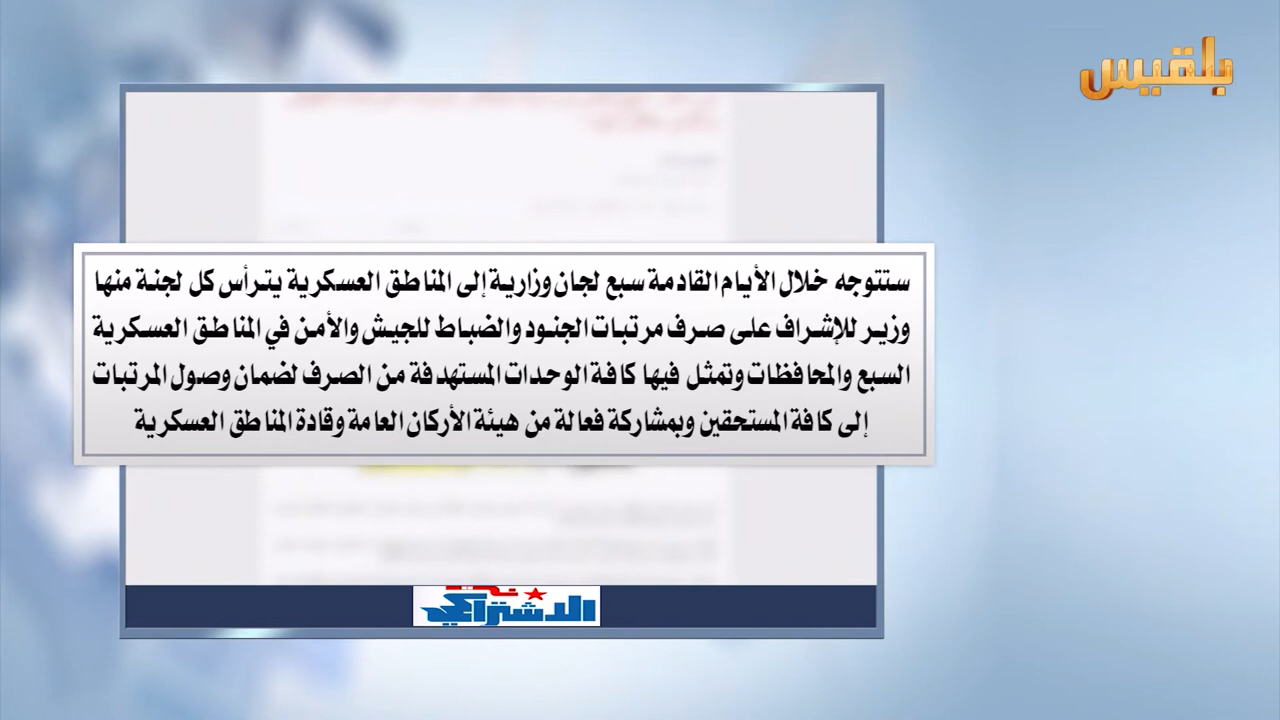 بلقيس
ستتوجه خلال الأيام القادمة سبع لجان وزارية إلى المناطق العسكرية يترأس كل لجنة منها
وزير للإشراف على صرف مرتبات الجنود والضباط للجيش والأمن في المناطق العسكرية
السبع والمحافظات وتمثل فيها كافة الوحدات المستهدفة من الصرف لضمان وصول المرتبات
إلى كافة المستحقين وبمشاركة فعالة من هيئة الأركان العامة وقادة المناطق العسكرية
الاشتراكي